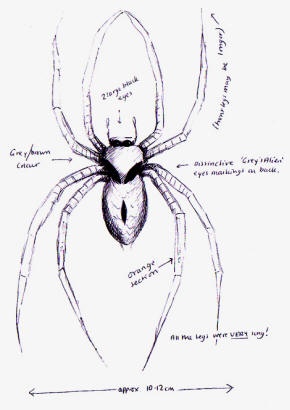 2 large black
eyes
(front legs may be
longer)
Grey/brown
colour
Distinctive 'Grey's Alien'
eyes markings on back.
orange
section
All the legs were VERY long!
approx 10-12cm